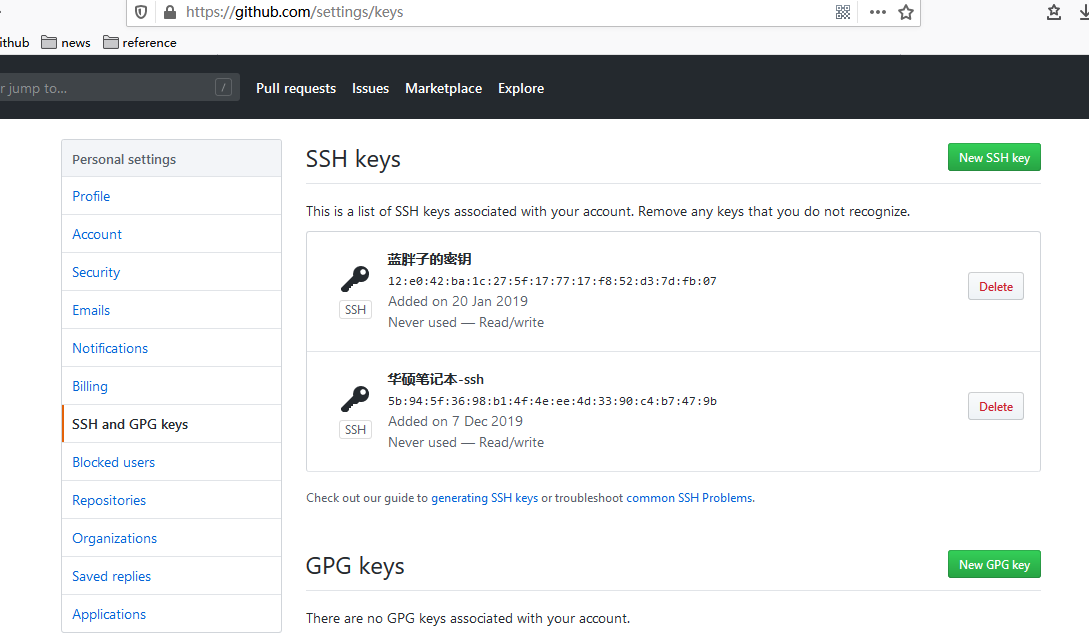 https://github.com/settings/keys
news reference
jump to... /
Pull requests Issues Marketplace Explore
Personal settings
Profile
Account
Security
Emails
Notifications
Billing
SSH and GPG keys
Blocked users
Repositories
Organizations
Saved replies
Applications
SSH keys
New SSH key
This is a list of SSH keys associated with your account. Remove any keys that you do not recognize.
蓝胖子的密钥
12:e0:42:ba:1c:27:5f:17:77:17:f8:52:d3:7d:fb:07
SSH
Added on 20 Jan 2019
Never used — Read/write
Delete
华硕笔记本-ssh
5b:94:5f:36:98:b1:4f:4e:ee:4d:33:90:c4:b7:47:9b
SSH
Added on 7 Dec 2019
Never used — Read/write
Delete
Check out our guide to generating SSH keys or troubleshoot common SSH Problems.
GPG keys
New GPG key
There are no GPG keys associated with your account.